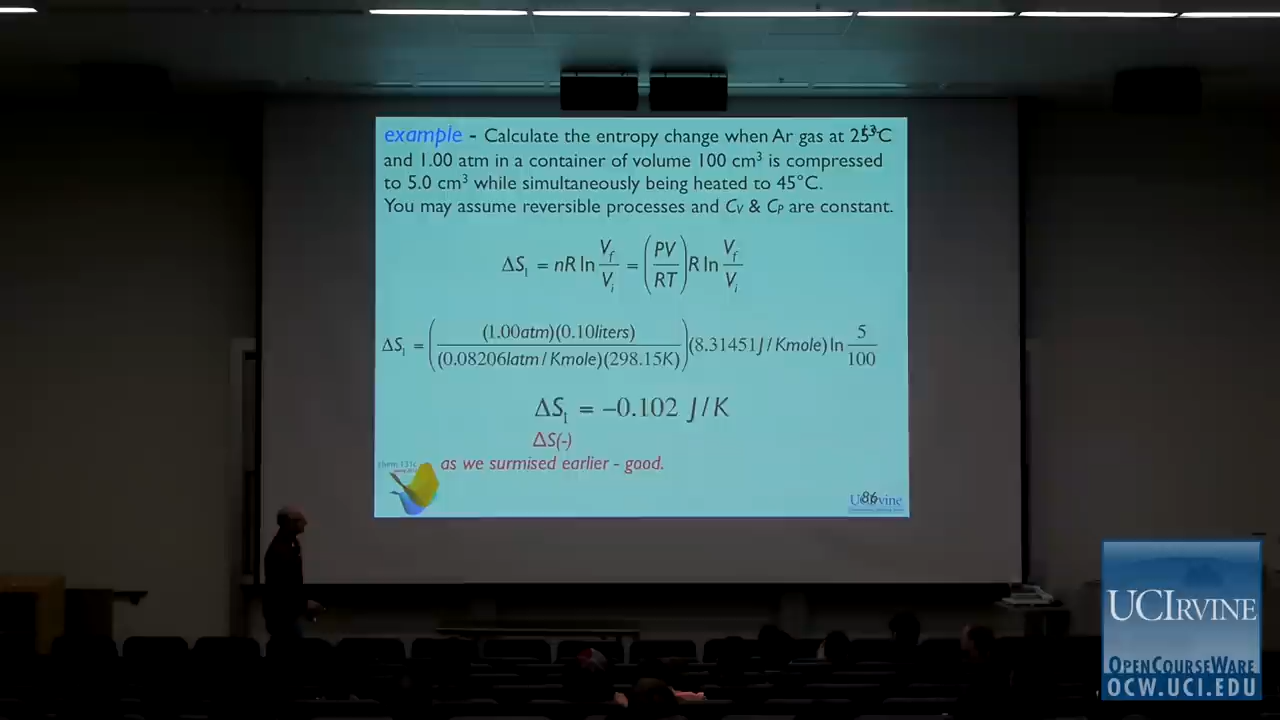 example - Calculate the entropy change when Ar gas at 25°C
and 1.00 atm in a container of volume 100 cm³ is compressed
to 5.0 cm³ while simultaneously being heated to 45°C.
You may assume reversible processes and Cv & Cp are constant.
ΔS₁ = nR ln Vf/Vi = (PV/RT) R ln Vf/Vi
ΔS₁ = ((1.00atm)(0.10liters)/(0.08206latm/Kmole)(298.15K))(8.31451J/Kmole) ln 5/100
ΔS₁ = −0.102 J/K
ΔS(-)
as we surmised earlier - good.
chem 131c
86
UCIrvine
UCIRVINE
OPENCOURSEWARE
OCW.UCI.EDU